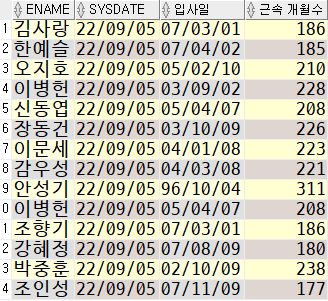 ENAME SYSDATE 입사일 근속 개월수
1 김사랑 22/09/05 07/03/01 186
2 한예슬 22/09/05 07/04/02 185
3 오지호 22/09/05 05/02/10 210
4 이병헌 22/09/05 03/09/02 228
5 신동엽 22/09/05 05/04/07 208
6 장동건 22/09/05 03/10/09 226
7 이문세 22/09/05 04/01/08 223
8 감우성 22/09/05 04/03/08 221
9 안성기 22/09/05 96/10/04 311
0 이병헌 22/09/05 05/04/07 208
1 조향기 22/09/05 07/03/01 186
2 강혜정 22/09/05 07/08/09 180
3 박중훈 22/09/05 02/10/09 238
4 조인성 22/09/05 07/11/09 177